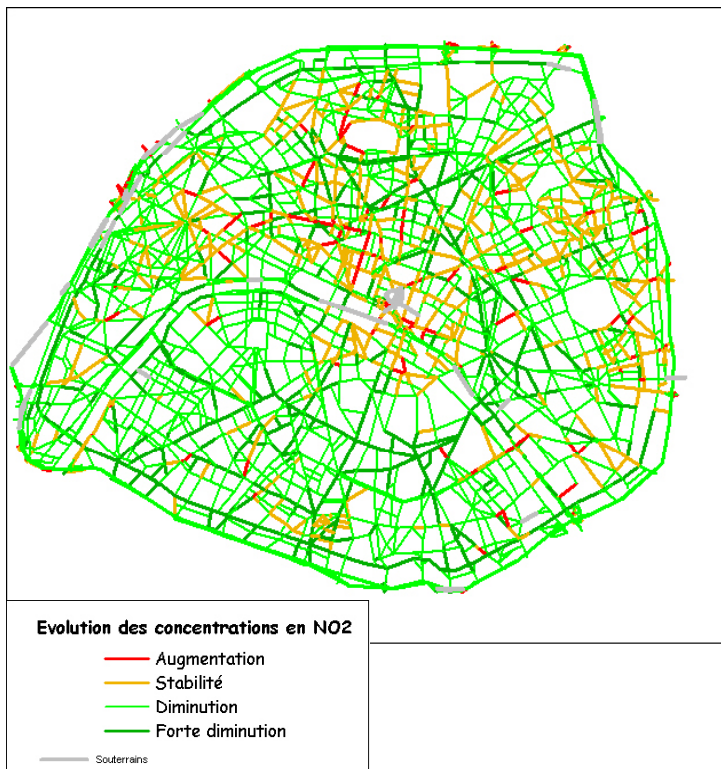 Evolution des concentrations en NO2
Augmentation
Stabilité
Diminution
Forte diminution
Souterrains